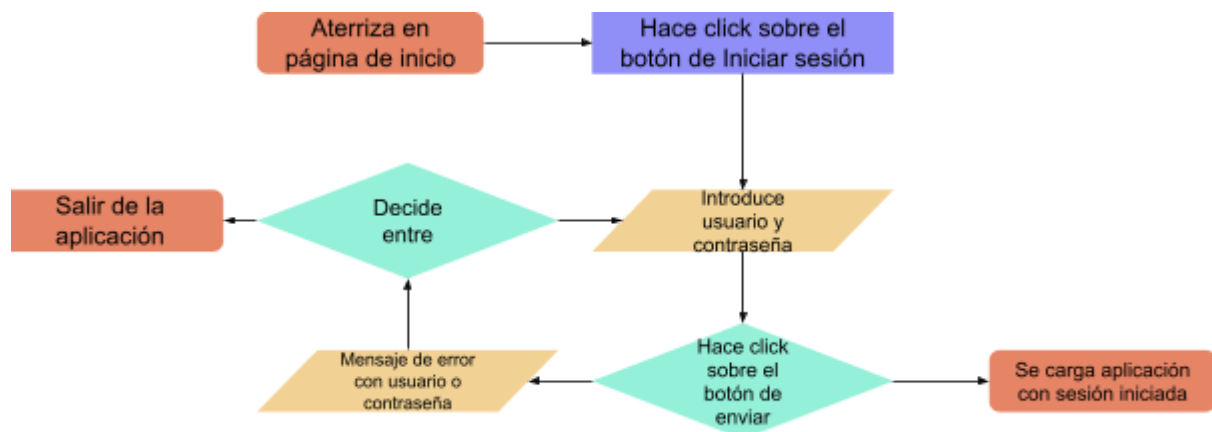 Aterriza en
página de inicio
Hace click sobre el
botón de Iniciar sesión
Salir de la
aplicación
Decide
entre
Introduce
usuario y
contraseña
Mensaje de error
con usuario o
contraseña
Hace click
sobre el
botón de
enviar
Se carga aplicación
con sesión iniciada